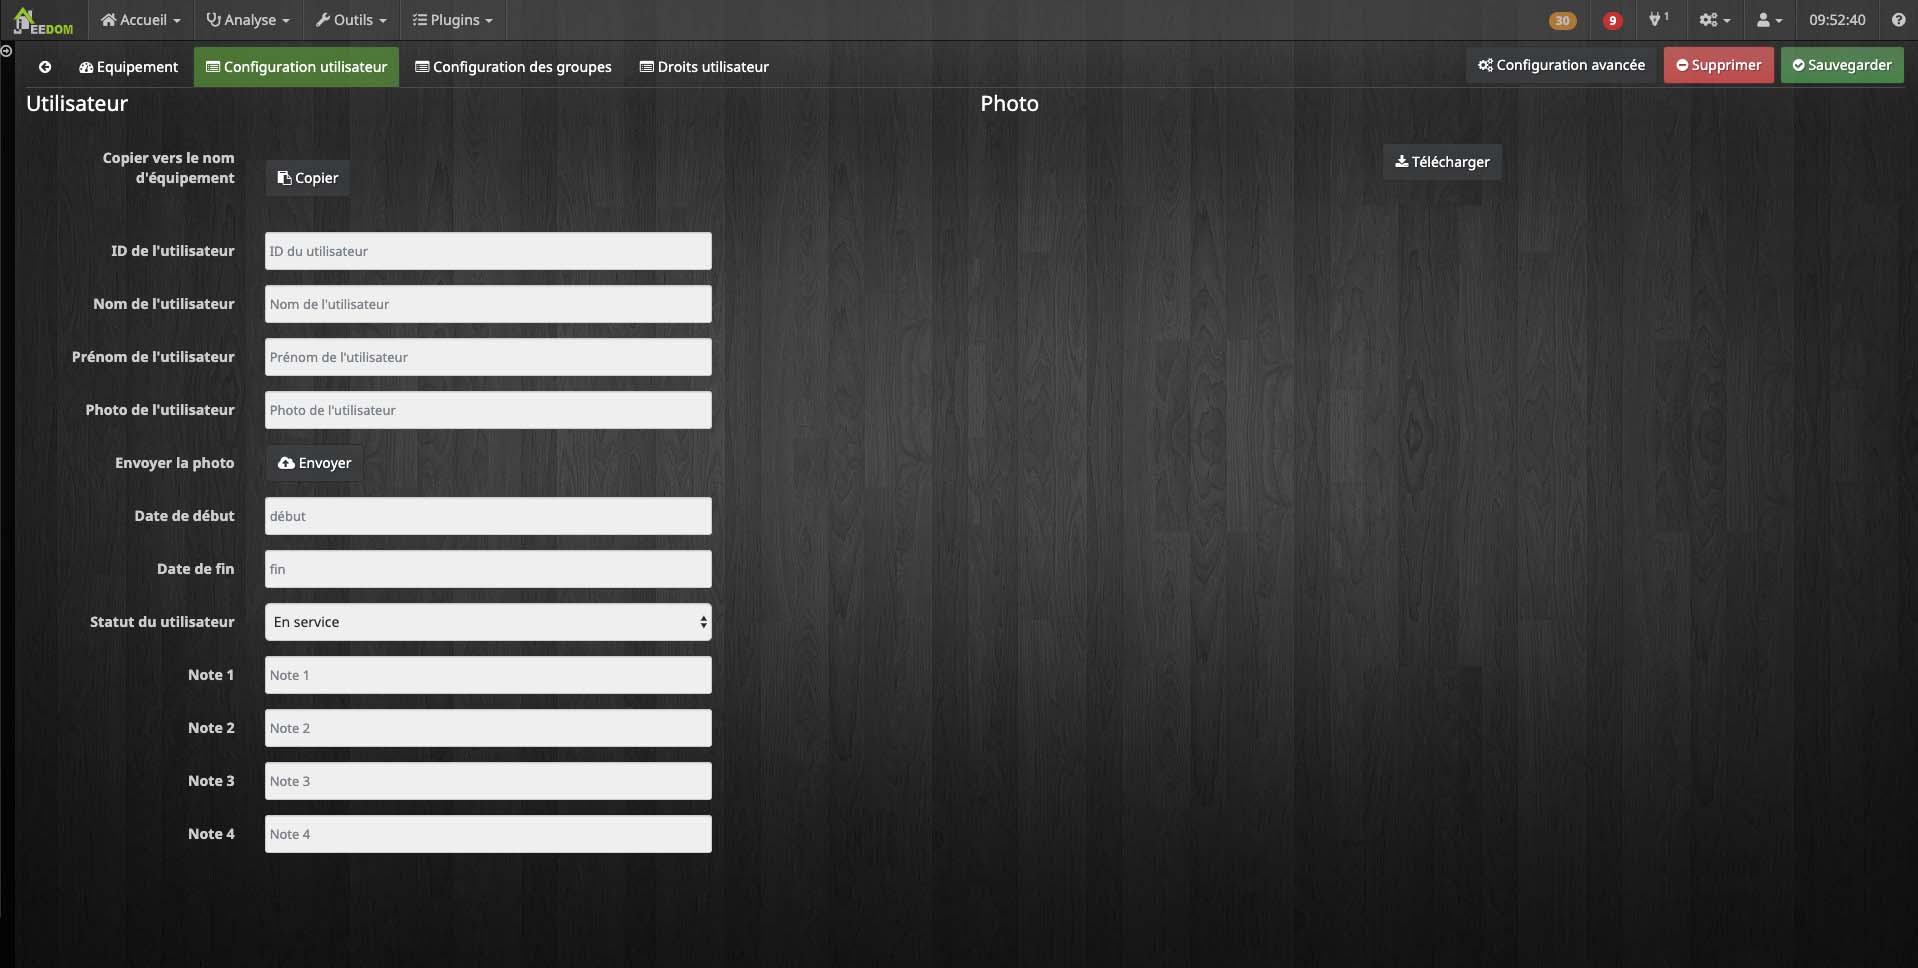 JEEDOM Accueil Analyse Outils Plugins 30 9 1 09:52:40
Equipement Configuration utilisateur Configuration des groupes Droits utilisateur Configuration avancée Supprimer Sauvegarder
Utilisateur Photo
Copier vers le nom
d'équipement
Copier
Télécharger
ID de l'utilisateur ID du utilisateur
Nom de l'utilisateur Nom de l'utilisateur
Prénom de l'utilisateur Prénom de l'utilisateur
Photo de l'utilisateur Photo de l'utilisateur
Envoyer la photo Envoyer
Date de début début
Date de fin fin
Statut du utilisateur En service
Note 1 Note 1
Note 2 Note 2
Note 3 Note 3
Note 4 Note 4